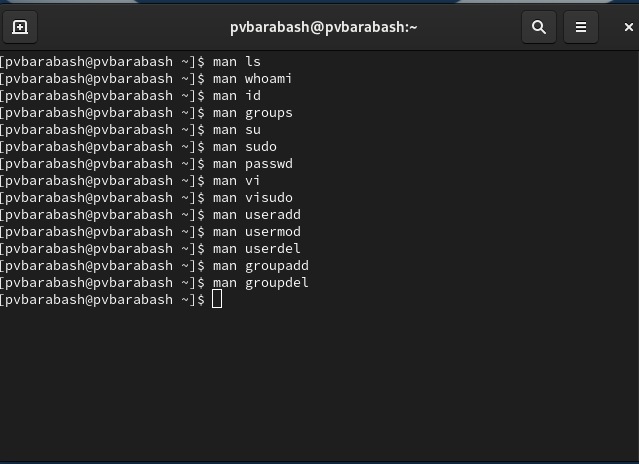 pvbarabash@pvbarabash:~
[pvbarabash@pvbarabash ~]$ man ls
[pvbarabash@pvbarabash ~]$ man whoami
[pvbarabash@pvbarabash ~]$ man id
[pvbarabash@pvbarabash ~]$ man groups
[pvbarabash@pvbarabash ~]$ man su
[pvbarabash@pvbarabash ~]$ man sudo
[pvbarabash@pvbarabash ~]$ man passwd
[pvbarabash@pvbarabash ~]$ man vi
[pvbarabash@pvbarabash ~]$ man visudo
[pvbarabash@pvbarabash ~]$ man useradd
[pvbarabash@pvbarabash ~]$ man usermod
[pvbarabash@pvbarabash ~]$ man userdel
[pvbarabash@pvbarabash ~]$ man groupadd
[pvbarabash@pvbarabash ~]$ man groupdel
[pvbarabash@pvbarabash ~]$